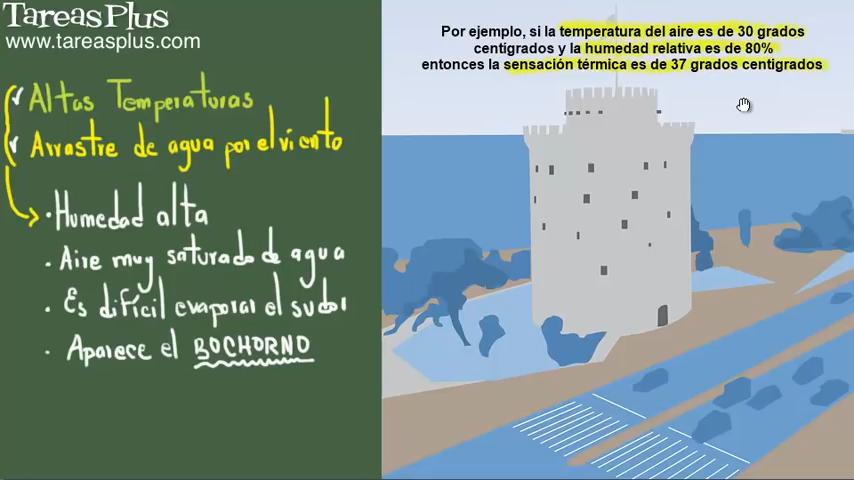 TareasPlus
www.tareasplus.com
Altas Temperaturas
Arrastre de agua por el viento
· Humedad alta
· Aire muy saturado de agua
· Es difícil evaporar el sudor
· Aparece el BOCHORNO
Por ejemplo, si la temperatura del aire es de 30 grados
centigrados y la humedad relativa es de 80%
entonces la sensación térmica es de 37 grados centigrados